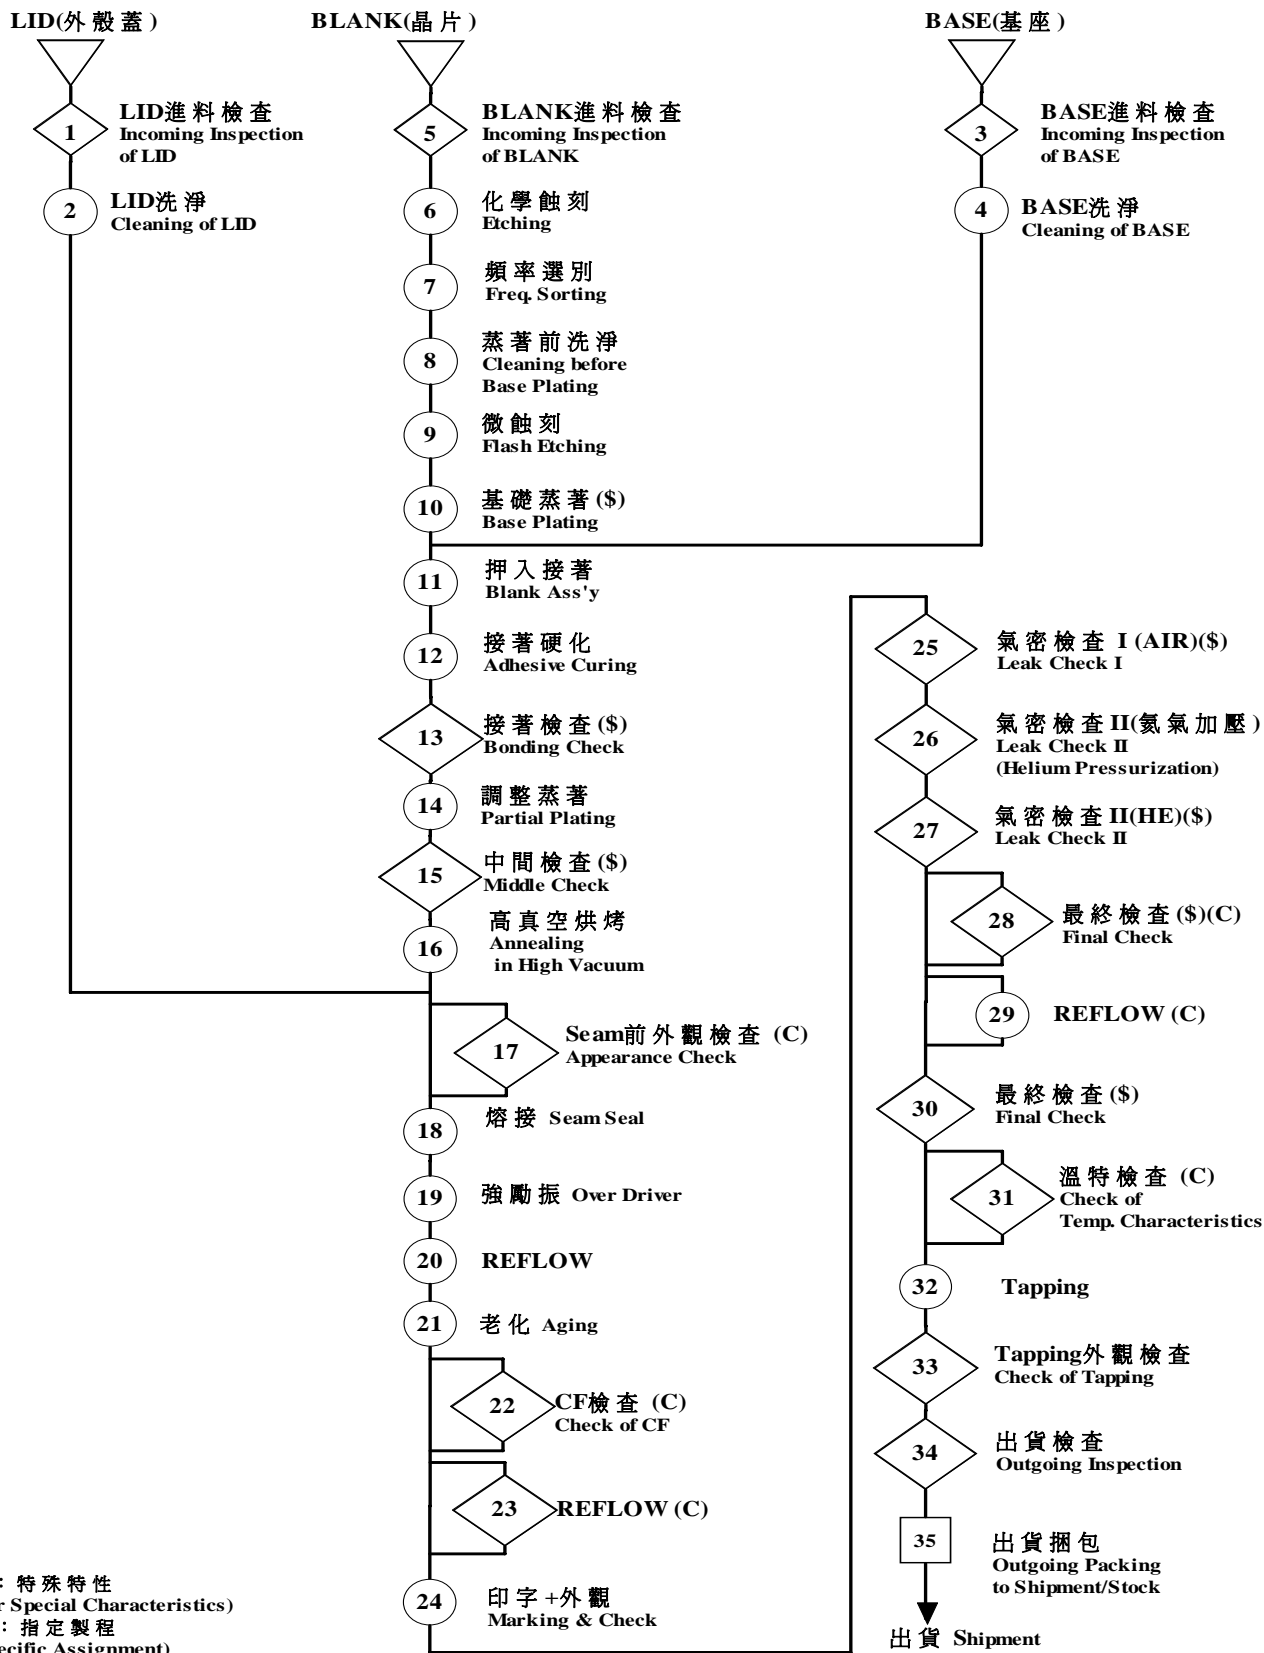 LID(外殼蓋)
1
LID進料檢查
Incoming Inspection
of LID
2
LID洗淨
Cleaning of LID
BLANK(晶片)
5
BLANK進料檢查
Incoming Inspection
of BLANK
6
化學蝕刻
Etching
7
頻率選別
Freq. Sorting
8
蒸著前洗淨
Cleaning before
Base Plating
9
微蝕刻
Flash Etching
10
基礎蒸著($)
Base Plating
BASE(基座)
3
BASE進料檢查
Incoming Inspection
of BASE
4
BASE洗淨
Cleaning of BASE
11
押入接著
Blank Ass'y
12
接著硬化
Adhesive Curing
13
接著檢查($)
Bonding Check
14
調整蒸著
Partial Plating
15
中間檢查($)
Middle Check
16
高真空烘烤
Annealing
in High Vacuum
17
Seam前外觀檢查 (C)
Appearance Check
18
熔接 Seam Seal
19
強勵振 Over Driver
20
REFLOW
21
老化 Aging
22
CF檢查 (C)
Check of CF
23
REFLOW (C)
24
印字+外觀
Marking & Check
25
氣密檢查 I (AIR)($)
Leak Check I
26
氣密檢查II(氦氣加壓)
Leak Check II
(Helium Pressurization)
27
氣密檢查II(HE)($)
Leak Check II
28
最終檢查($)(C)
Final Check
29
REFLOW (C)
30
最終檢查($)
Final Check
31
溫特檢查 (C)
Check of
Temp. Characteristics
32
Tapping
33
Tapping外觀檢查
Check of Tapping
34
出貨檢查
Outgoing Inspection
35
出貨捆包
Outgoing Packing
to Shipment/Stock
出貨 Shipment
: 特殊特性
r Special Characteristics)
: 指定製程
ecific Assignment)